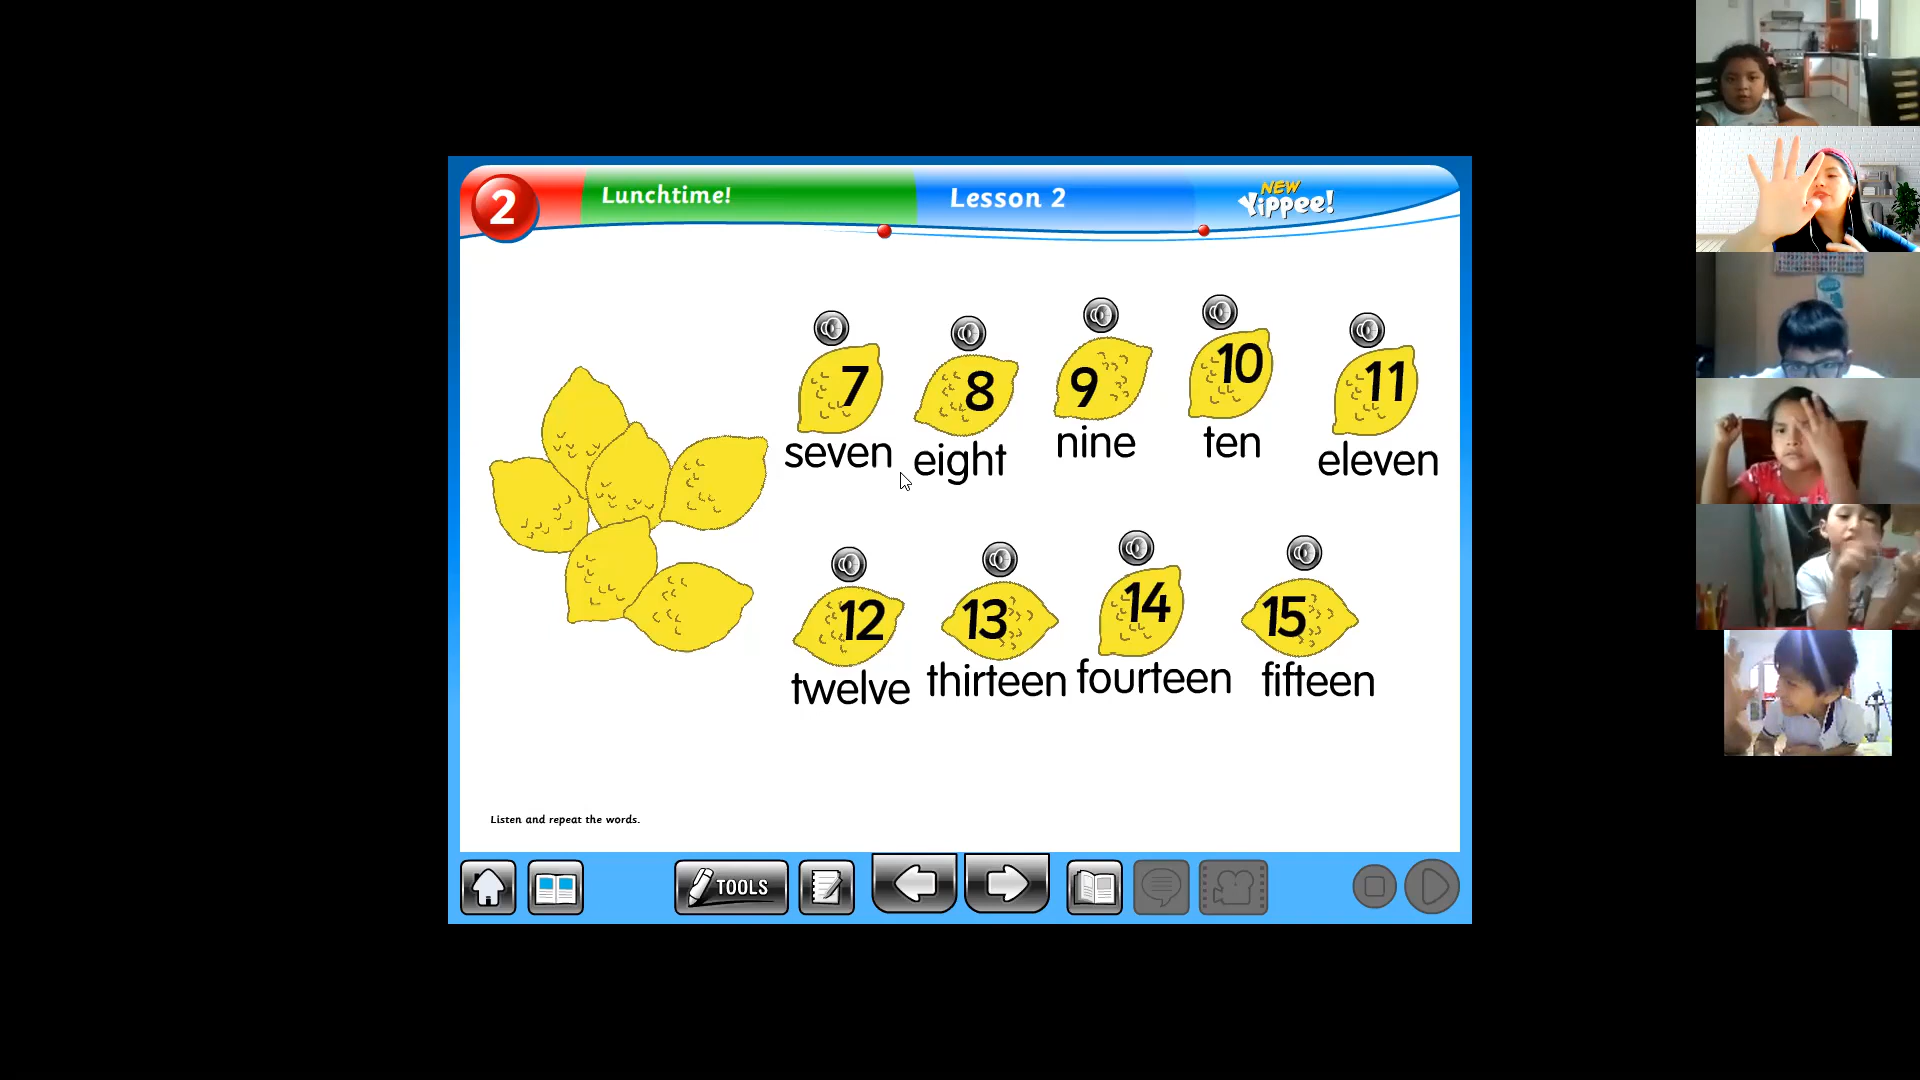 2
Lunchtime!
Lesson 2
NEW
Yippee!
7 8 9 10 11
seven eight nine ten eleven
12 13 14 15
twelve thirteen fourteen fifteen
Listen and repeat the words.
TOOLS